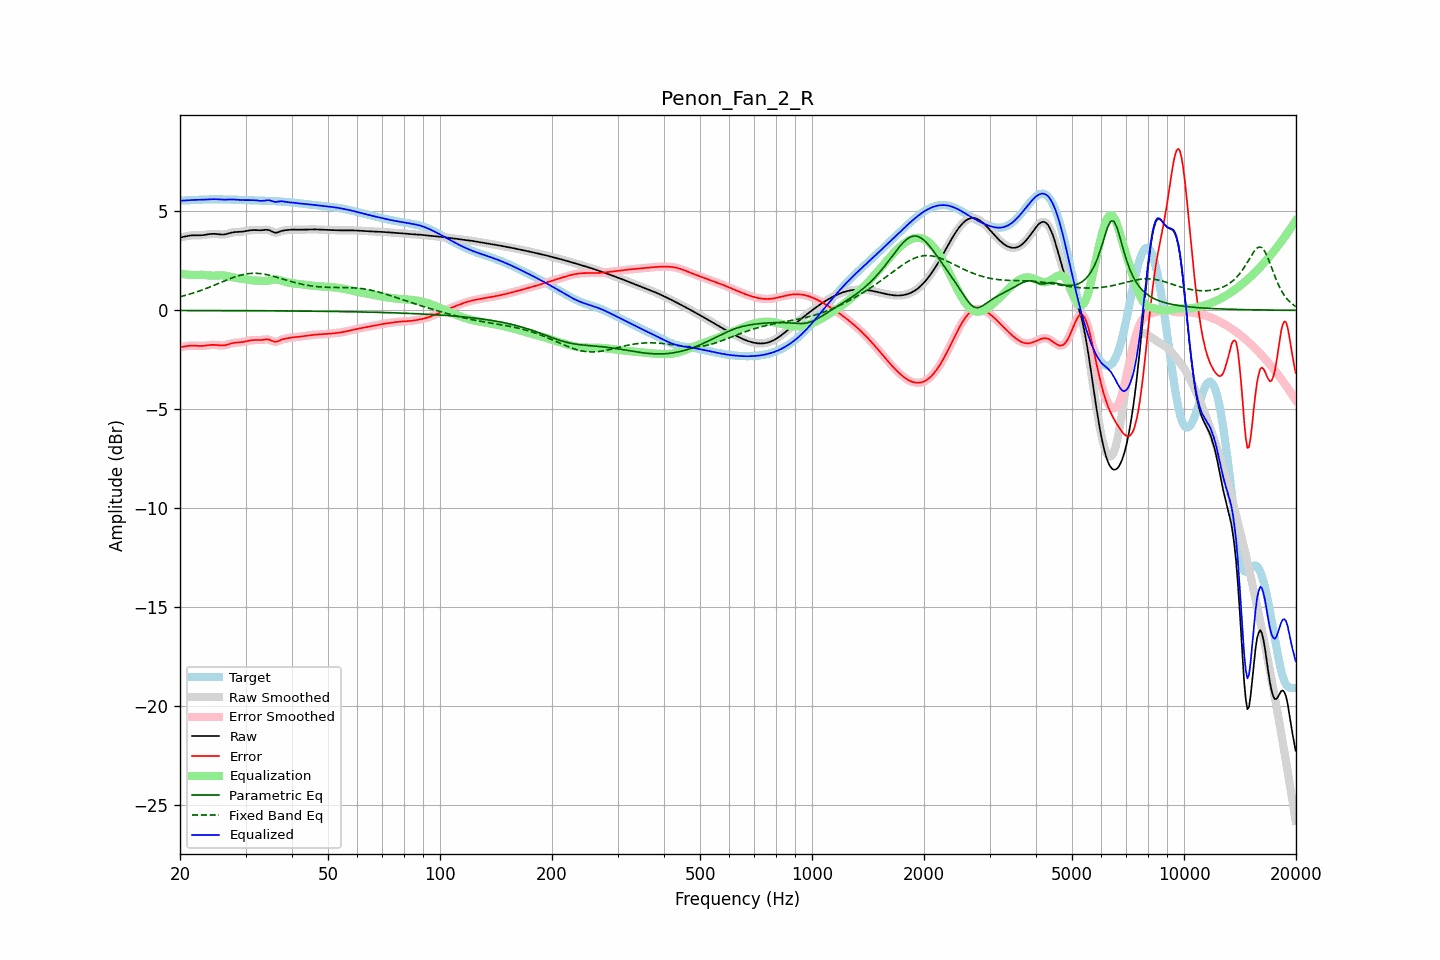 Penon_Fan_2_R
Amplitude (dBr)
5
0
−5
−10
−15
−20
−25
Target
Raw Smoothed
Error Smoothed
Raw
Error
Equalization
Parametric Eq
Fixed Band Eq
Equalized
20
50
100
200
500
1000
2000
5000
10000
20000
Frequency (Hz)